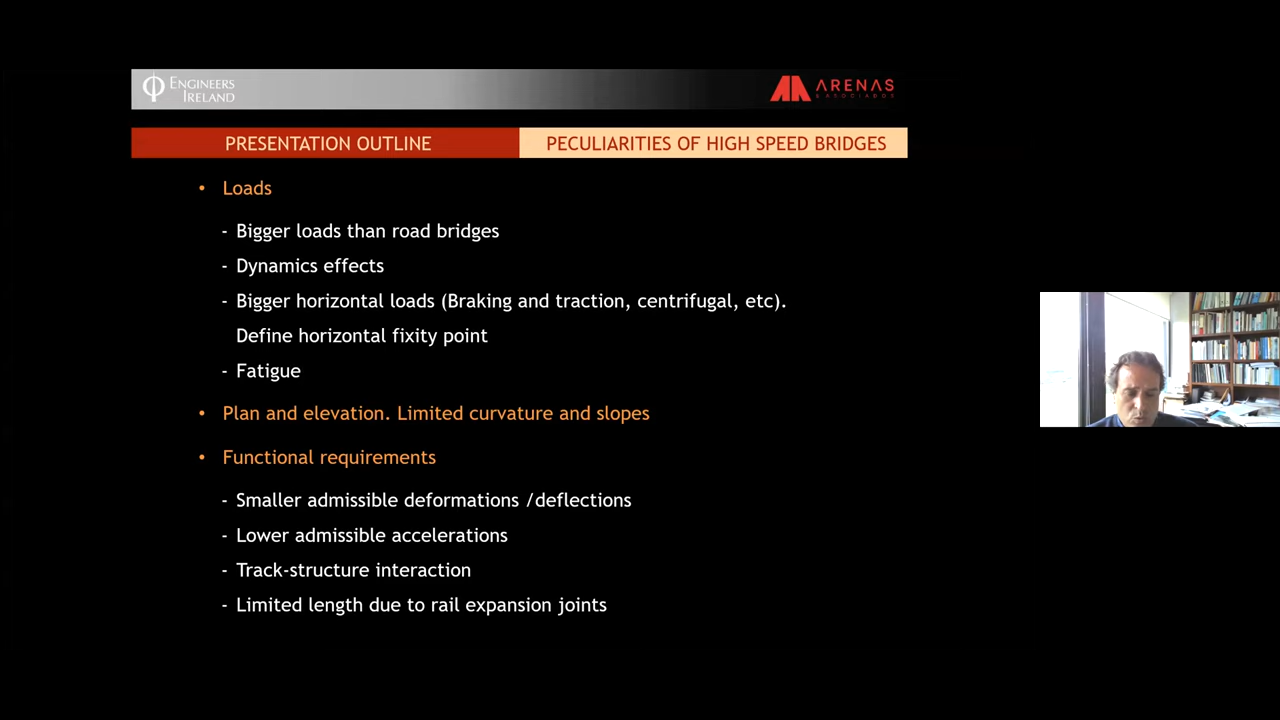 ENGINEERS
IRELAND
ARENAS
& ASOCIADOS
PRESENTATION OUTLINE
PECULIARITIES OF HIGH SPEED BRIDGES
• Loads
- Bigger loads than road bridges
- Dynamics effects
- Bigger horizontal loads (Braking and traction, centrifugal, etc).
Define horizontal fixity point
- Fatigue
• Plan and elevation. Limited curvature and slopes
• Functional requirements
- Smaller admissible deformations /deflections
- Lower admissible accelerations
- Track-structure interaction
- Limited length due to rail expansion joints